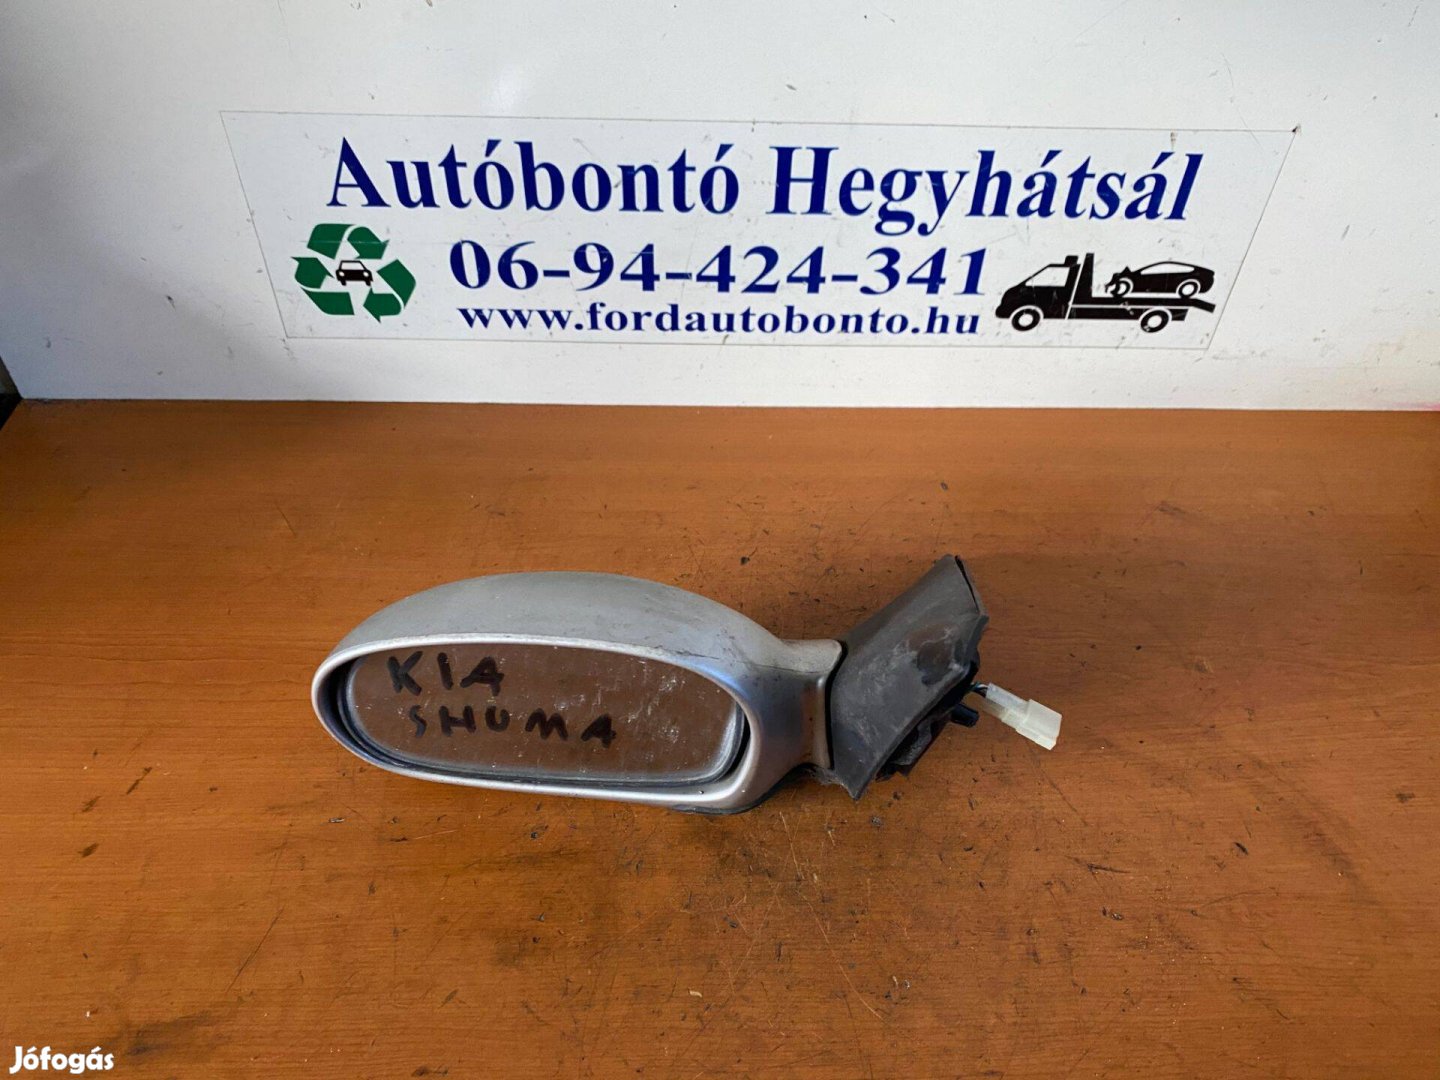 Autóbontó Hegyhátsál
06-94-424-341
www.fordautobonto.hu
KIA
SHUMA
Jófogás